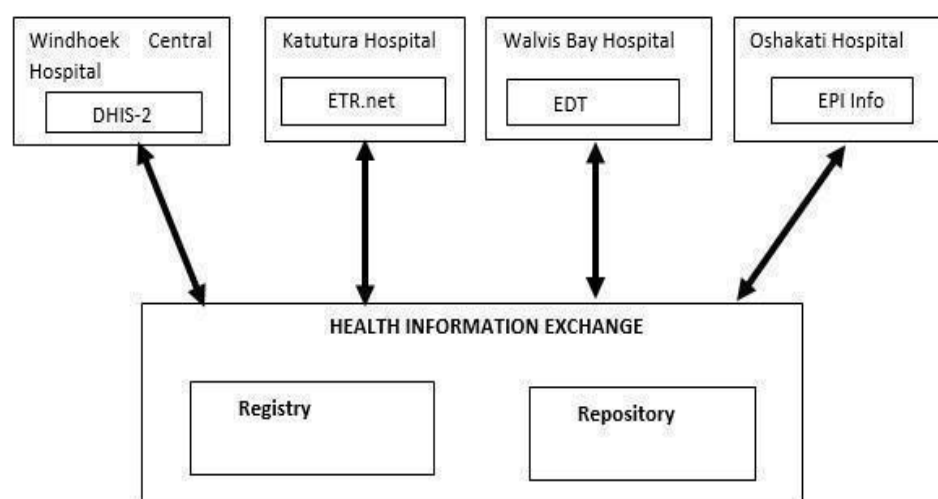 Windhoek Central
Hospital
DHIS-2
Katutura Hospital
ETR.net
Walvis Bay Hospital
EDT
Oshakati Hospital
EPI Info
HEALTH INFORMATION EXCHANGE
Registry
Repository